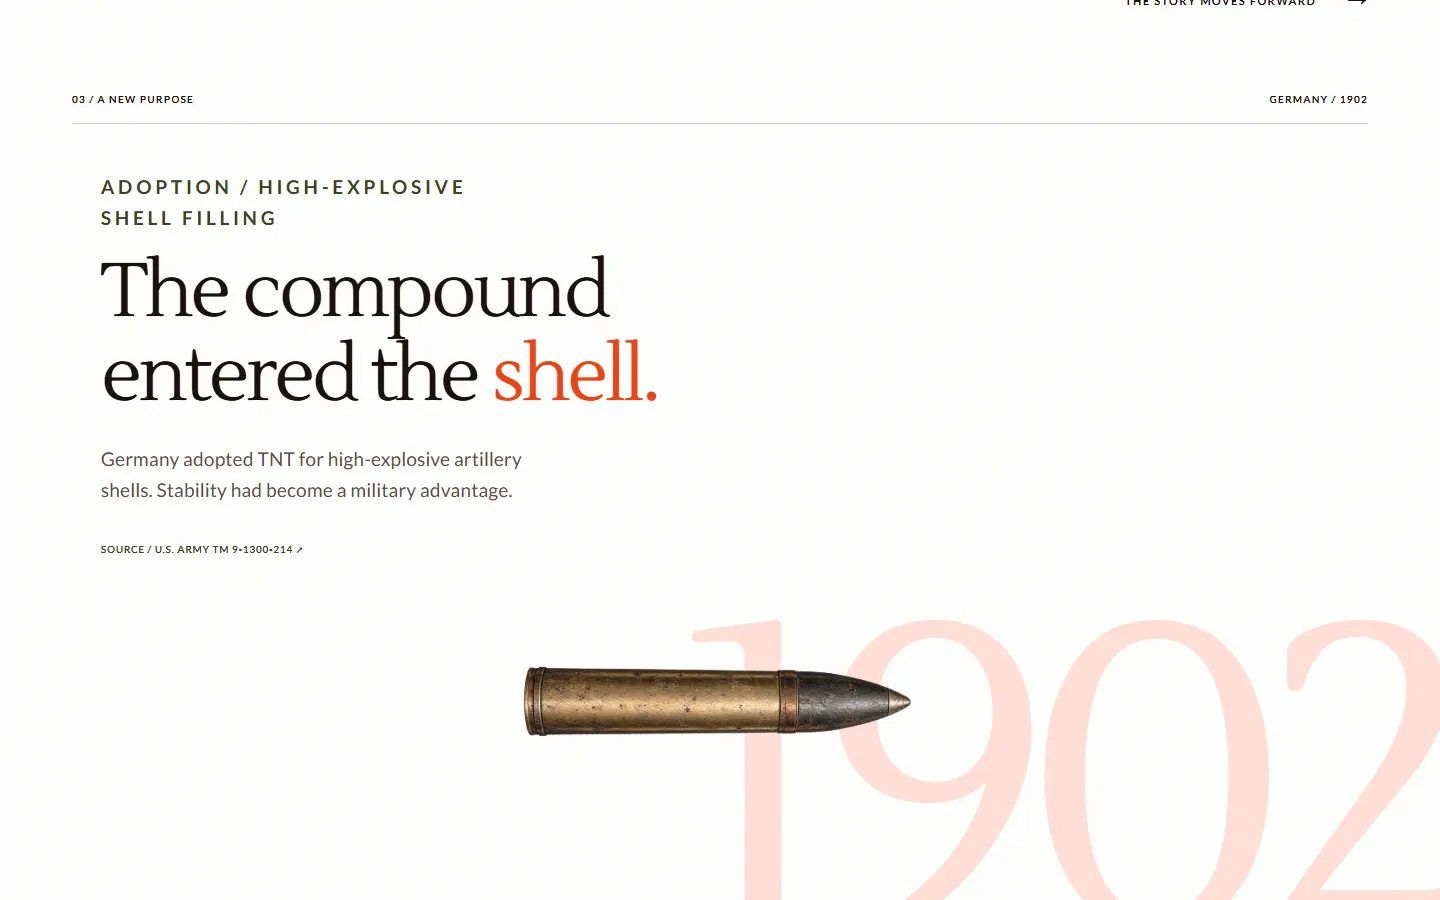 THE STORY MOVES FORWARD →
03 / A NEW PURPOSE
GERMANY / 1902
ADOPTION / HIGH-EXPLOSIVE
SHELL FILLING
The compound
entered the shell.
Germany adopted TNT for high-explosive artillery
shells. Stability had become a military advantage.
SOURCE / U.S. ARMY TM 9-1300-214 ↗
1902